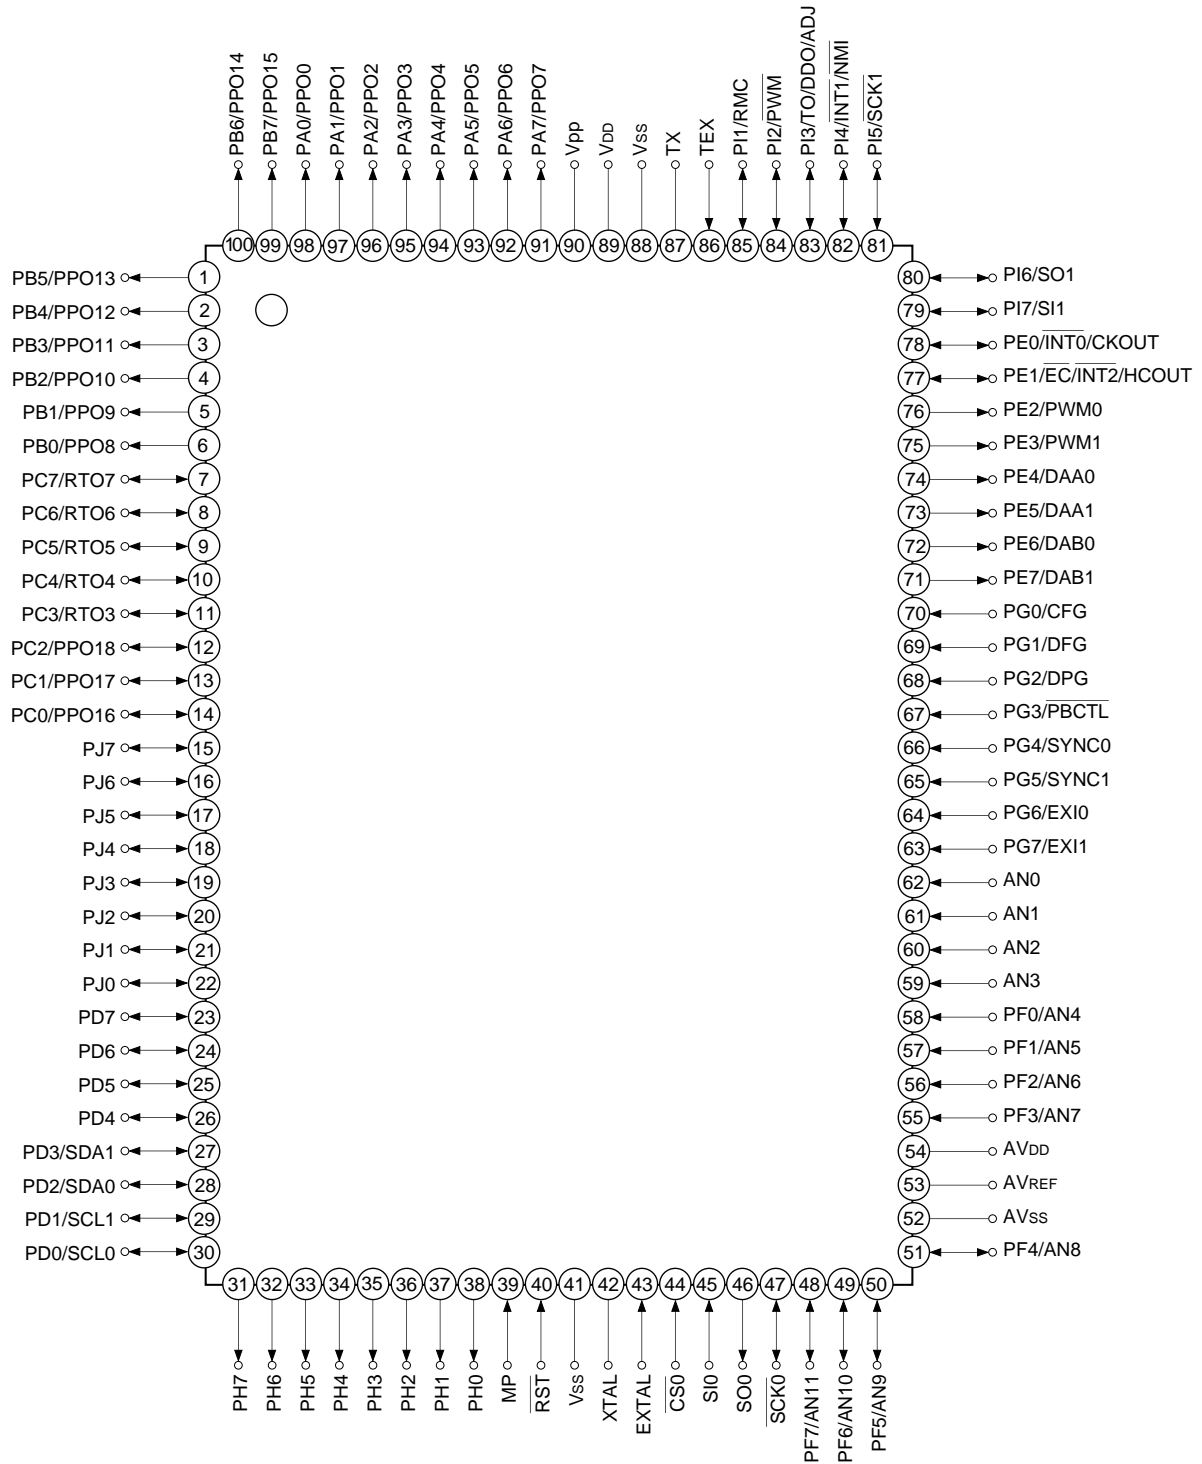 PB6/PPO14
PB7/PPO15
PA0/PPO0
PA1/PPO1
PA2/PPO2
PA3/PPO3
PA4/PPO4
PA5/PPO5
PA6/PPO6
PA7/PPO7
Vpp
VDD
Vss
TX
TEX
PI1/RMC
PI2/PWM
PI3/TO/DDO/ADJ
PI4/INT1/NMI
PI5/SCK1
100 99 98 97 96 95 94 93 92 91 90 89 88 87 86 85 84 83 82 81
PB5/PPO13 1
PB4/PPO12 2
PB3/PPO11 3
PB2/PPO10 4
PB1/PPO9 5
PB0/PPO8 6
PC7/RTO7 7
PC6/RTO6 8
PC5/RTO5 9
PC4/RTO4 10
PC3/RTO3 11
PC2/PPO18 12
PC1/PPO17 13
PC0/PPO16 14
PJ7 15
PJ6 16
PJ5 17
PJ4 18
PJ3 19
PJ2 20
PJ1 21
PJ0 22
PD7 23
PD6 24
PD5 25
PD4 26
PD3/SDA1 27
PD2/SDA0 28
PD1/SCL1 29
PD0/SCL0 30
80 PI6/SO1
79 PI7/SI1
78 PE0/INT0/CKOUT
77 PE1/EC/INT2/HCOUT
76 PE2/PWM0
75 PE3/PWM1
74 PE4/DAA0
73 PE5/DAA1
72 PE6/DAB0
71 PE7/DAB1
70 PG0/CFG
69 PG1/DFG
68 PG2/DPG
67 PG3/PBCTL
66 PG4/SYNC0
65 PG5/SYNC1
64 PG6/EXI0
63 PG7/EXI1
62 AN0
61 AN1
60 AN2
59 AN3
58 PF0/AN4
57 PF1/AN5
56 PF2/AN6
55 PF3/AN7
54 AVDD
53 AVREF
52 AVss
51 PF4/AN8
31 32 33 34 35 36 37 38 39 40 41 42 43 44 45 46 47 48 49 50
PH7
PH6
PH5
PH4
PH3
PH2
PH1
PH0
MP
RST
Vss
XTAL
EXTAL
CS0
SI0
SO0
SCK0
PF7/AN11
PF6/AN10
PF5/AN9